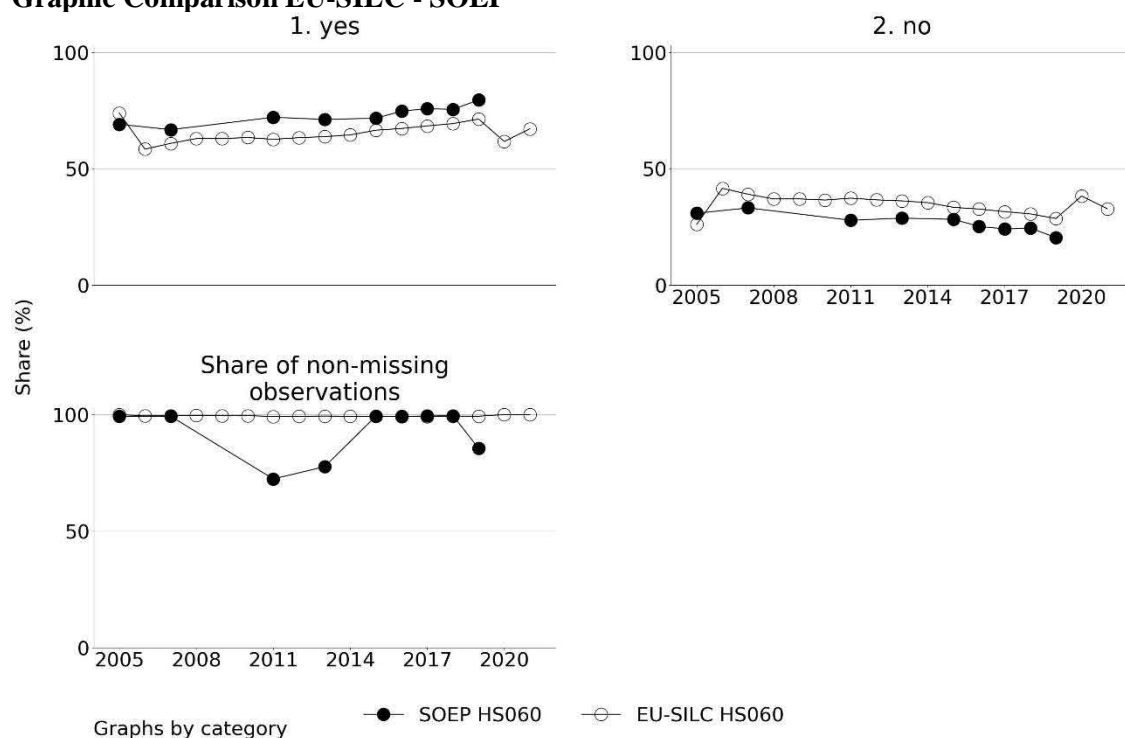 Graphic Comparison EU-SILC - SOEP
1. yes
2. no
100
50
0
100
50
0
2005 2008 2011 2014 2017 2020
Share (%)
Share of non-missing
observations
100
50
0
2005 2008 2011 2014 2017 2020
SOEP HS060 EU-SILC HS060
Graphs by category